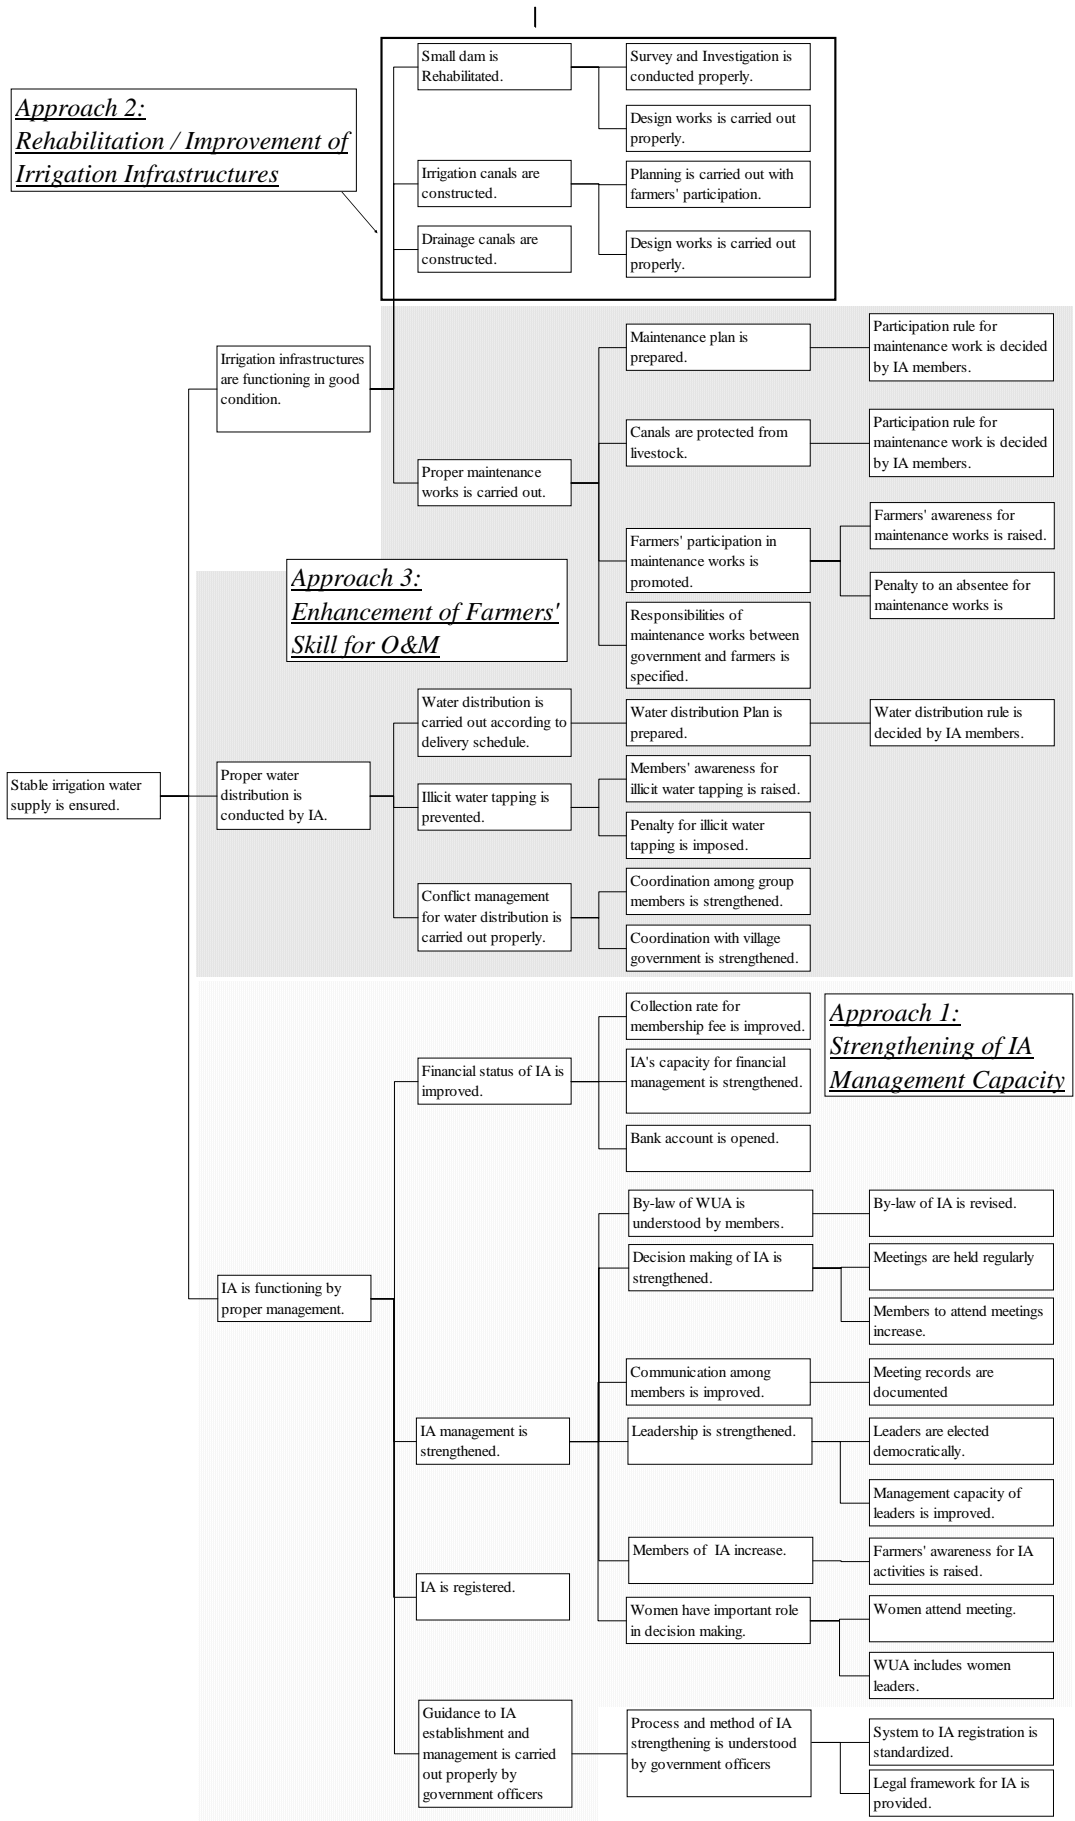 Small dam is
Rehabilitated.
Survey and Investigation is
conducted properly.
Approach 2:
Rehabilitation / Improvement of
Irrigation Infrastructures
Design works is carried out
properly.
Irrigation canals are
constructed.
Planning is carried out with
farmers' participation.
Drainage canals are
constructed.
Design works is carried out
properly.
Irrigation infrastructures
are functioning in good
condition.
Maintenance plan is
prepared.
Participation rule for
maintenance work is decided
by IA members.
Canals are protected from
livestock.
Participation rule for
maintenance work is decided
by IA members.
Proper maintenance
works is carried out.
Farmers' participation in
maintenance works is
promoted.
Farmers' awareness for
maintenance works is raised.
Penalty to an absentee for
maintenance works is
Approach 3:
Enhancement of Farmers'
Skill for O&M
Responsibilities of
maintenance works between
government and farmers is
specified.
Water distribution is
carried out according to
delivery schedule.
Water distribution Plan is
prepared.
Water distribution rule is
decided by IA members.
Stable irrigation water
supply is ensured.
Proper water
distribution is
conducted by IA.
Illicit water tapping is
prevented.
Members' awareness for
illicit water tapping is raised.
Penalty for illicit water
tapping is imposed.
Conflict management
for water distribution is
carried out properly.
Coordination among group
members is strengthened.
Coordination with village
government is strengthened.
Collection rate for
membership fee is improved.
Approach 1:
Strengthening of IA
Management Capacity
Financial status of IA is
improved.
IA's capacity for financial
management is strengthened.
Bank account is opened.
By-law of WUA is
understood by members.
By-law of IA is revised.
IA is functioning by
proper management.
Decision making of IA is
strengthened.
Meetings are held regularly
Members to attend meetings
increase.
Communication among
members is improved.
Meeting records are
documented
IA management is
strengthened.
Leadership is strengthened.
Leaders are elected
democratically.
Management capacity of
leaders is improved.
Members of  IA increase.
Farmers' awareness for IA
activities is raised.
IA is registered.
Women have important role
in decision making.
Women attend meeting.
WUA includes women
leaders.
Guidance to IA
establishment and
management is carried
out properly by
government officers
Process and method of IA
strengthening is understood
by government officers
System to IA registration is
standardized.
Legal framework for IA is
provided.